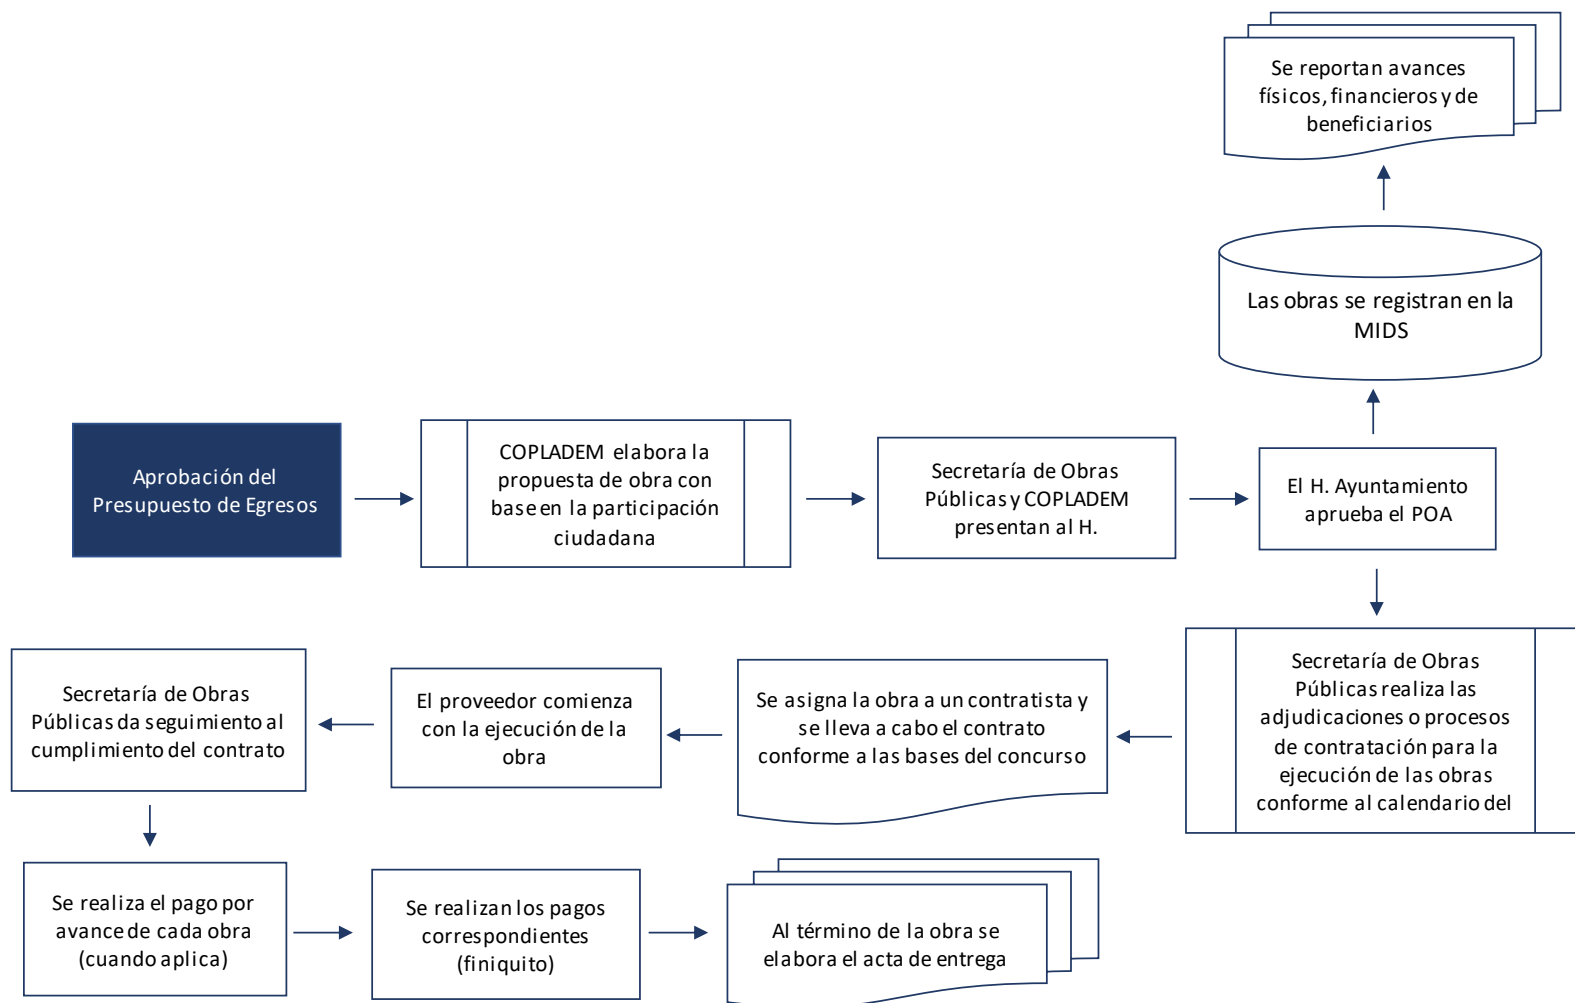 Se reportan avances
físicos, financieros y de
beneficiarios
Las obras se registran en la
MIDS
Aprobación del
Presupuesto de Egresos
COPLADEM elabora la
propuesta de obra con
base en la participación
ciudadana
Secretaría de Obras
Públicas y COPLADEM
presentan al H.
El H. Ayuntamiento
aprueba el POA
Secretaría de Obras
Públicas realiza las
adjudicaciones o procesos
de contratación para la
ejecución de las obras
conforme al calendario del
Se asigna la obra a un contratista y
se lleva a cabo el contrato
conforme a las bases del concurso
El proveedor comienza
con la ejecución de la
obra
Secretaría de Obras
Públicas da seguimiento al
cumplimiento del contrato
Se realiza el pago por
avance de cada obra
(cuando aplica)
Se realizan los pagos
correspondientes
(finiquito)
Al término de la obra se
elabora el acta de entrega